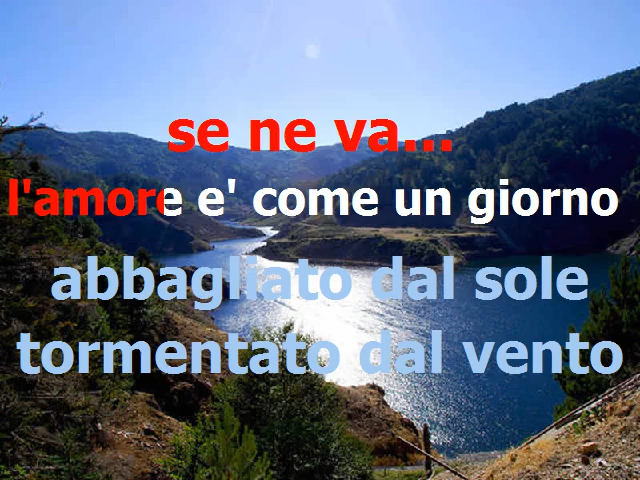 se ne va...
l'amore e' come un giorno
abbagliato dal sole
tormentato dal vento